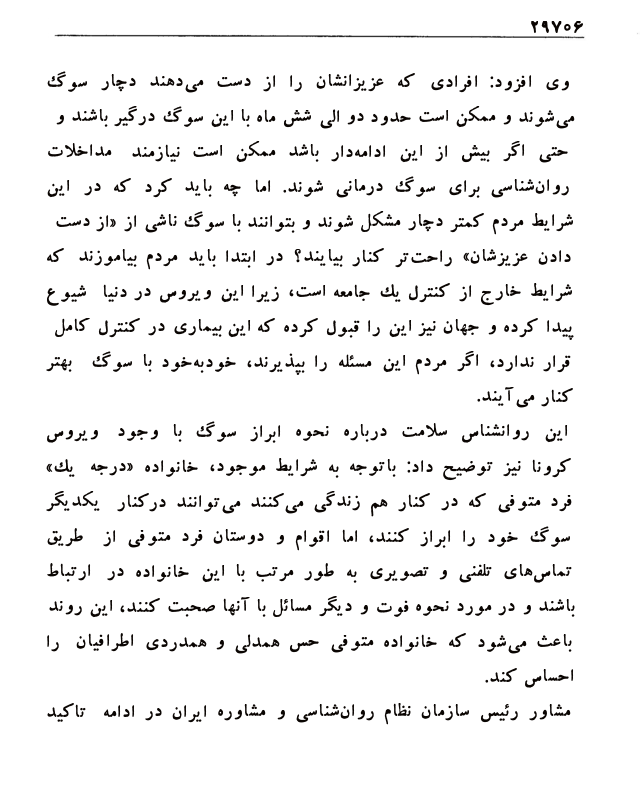 ۲۹۷۰۶
وی افزود: افرادی که عزیزانشان را از دست می‌دهند دچار سوگ
می‌شوند و ممکن است حدود دو الی شش ماه با این سوگ درگیر باشند و
حتی اگر بیش از این ادامه‌دار باشد ممکن است نیازمند مداخلات
روان‌شناسی برای سوگ درمانی شوند. اما چه باید کرد که در این
شرایط مردم کمتر دچار مشکل شوند و بتوانند با سوگ ناشی از «از دست
دادن عزیزشان» راحت‌تر کنار بیایند؟ در ابتدا باید مردم بیاموزند که
شرایط خارج از کنترل یك جامعه است، زیرا این ویروس در دنیا شیوع
پیدا کرده و جهان نیز این را قبول کرده که این بیماری در کنترل کامل
قرار ندارد، اگر مردم این مسئله را بپذیرند، خودبه‌خود با سوگ بهتر
کنار می‌آیند.
این روانشناس سلامت درباره نحوه ابراز سوگ با وجود ویروس
کرونا نیز توضیح داد: باتوجه به شرایط موجود، خانواده «درجه یك»
فرد متوفی که در کنار هم زندگی می‌کنند می‌توانند درکنار یکدیگر
سوگ خود را ابراز کنند، اما اقوام و دوستان فرد متوفی از طریق
تماس‌های تلفنی و تصویری به طور مرتب با این خانواده در ارتباط
باشند و در مورد نحوه فوت و دیگر مسائل با آنها صحبت کنند، این روند
باعث می‌شود که خانواده متوفی حس همدلی و همدردی اطرافیان را
احساس کند.
مشاور رئیس سازمان نظام روان‌شناسی و مشاوره ایران در ادامه تاکید